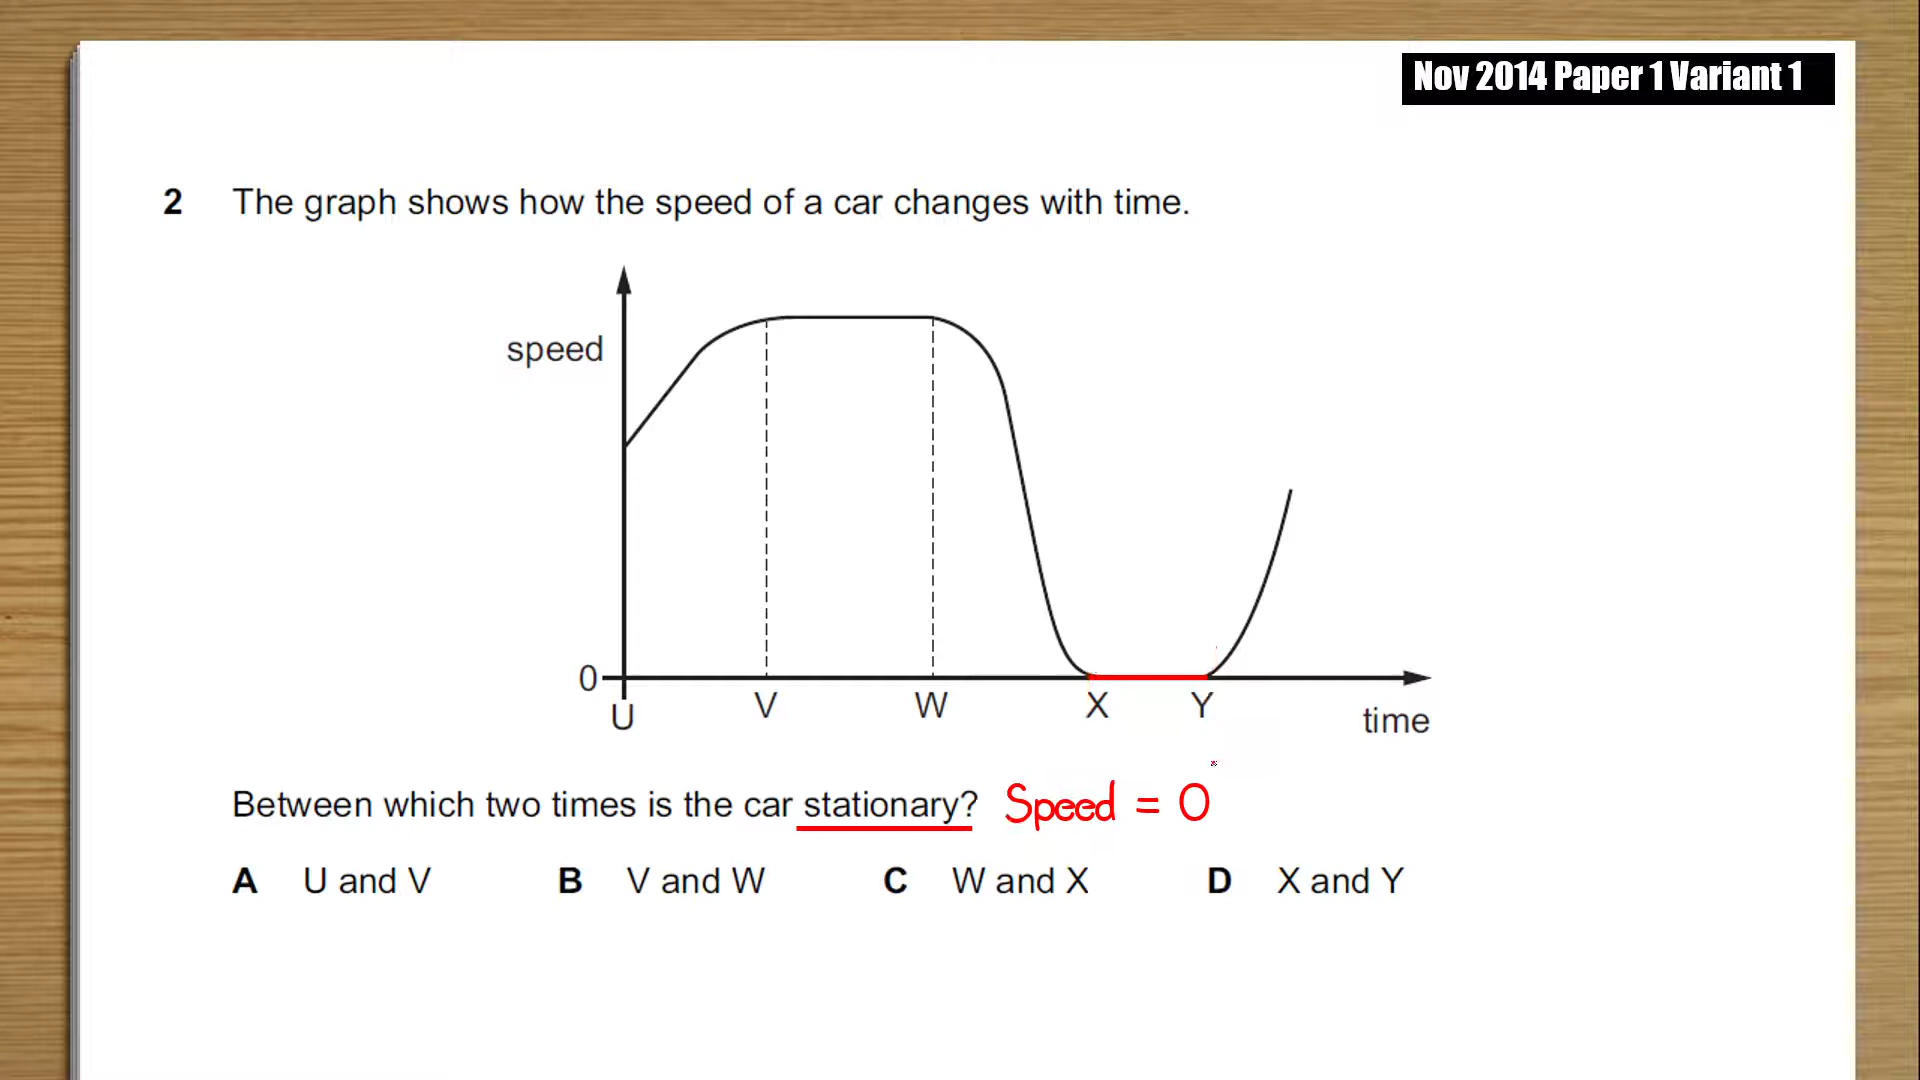 Nov 2014 Paper 1 Variant 1
2 The graph shows how the speed of a car changes with time.
speed
0
U V W X Y time
Between which two times is the car stationary? Speed = 0
A U and V B V and W C W and X D X and Y